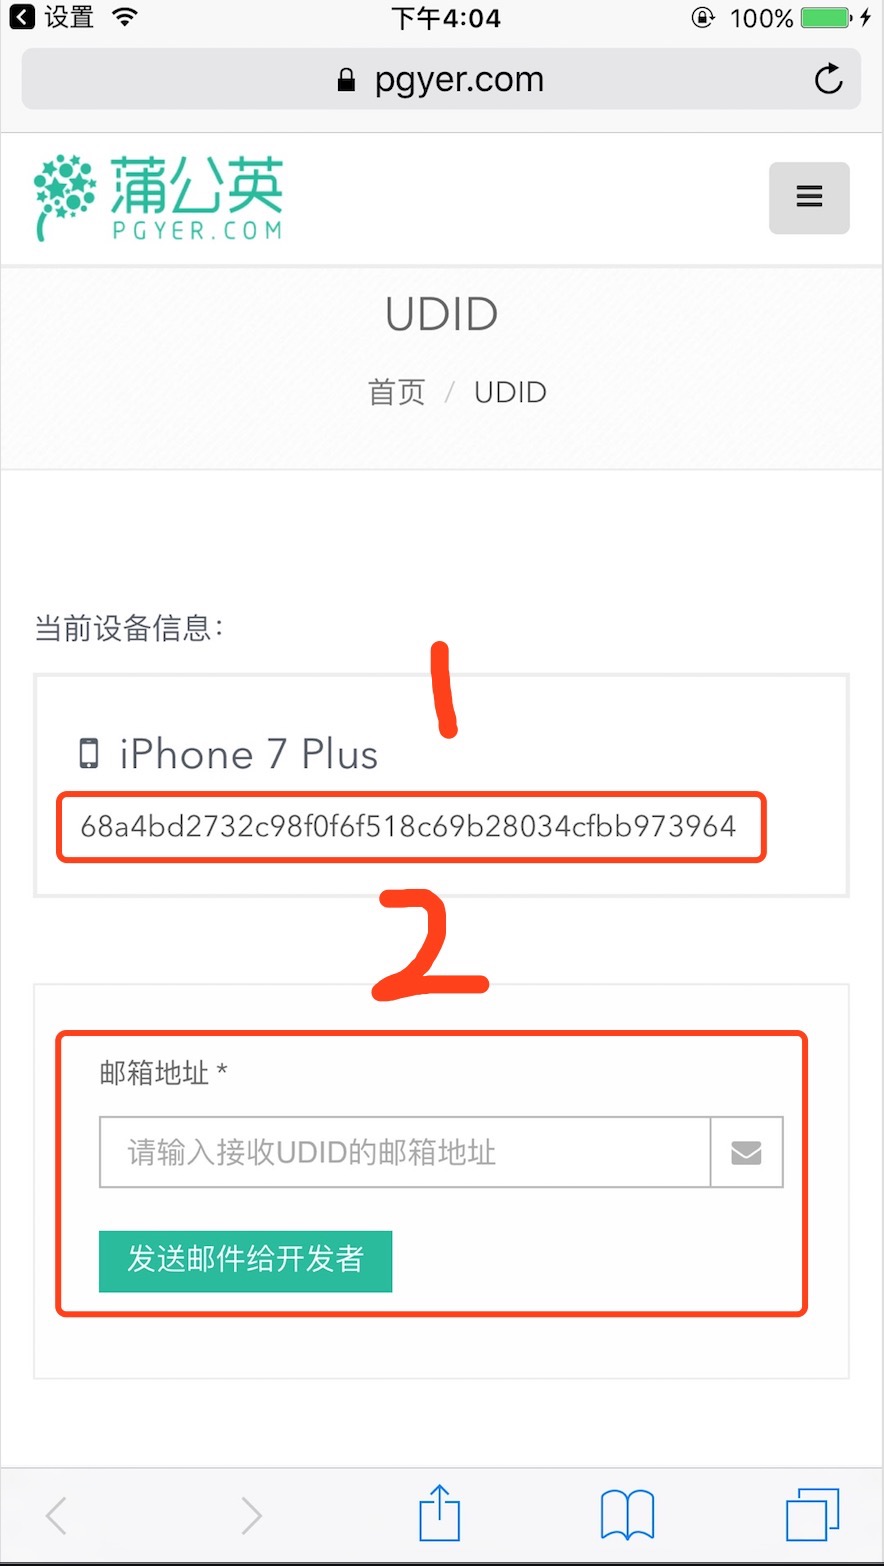 设置 下午4:04 100%
pgyer.com
蒲公英
PGYER.COM
UDID
首页 / UDID
当前设备信息：
1
iPhone 7 Plus
68a4bd2732c98f0f6f518c69b28034cfbb973964
2
邮箱地址 *
请输入接收UDID的邮箱地址
发送邮件给开发者